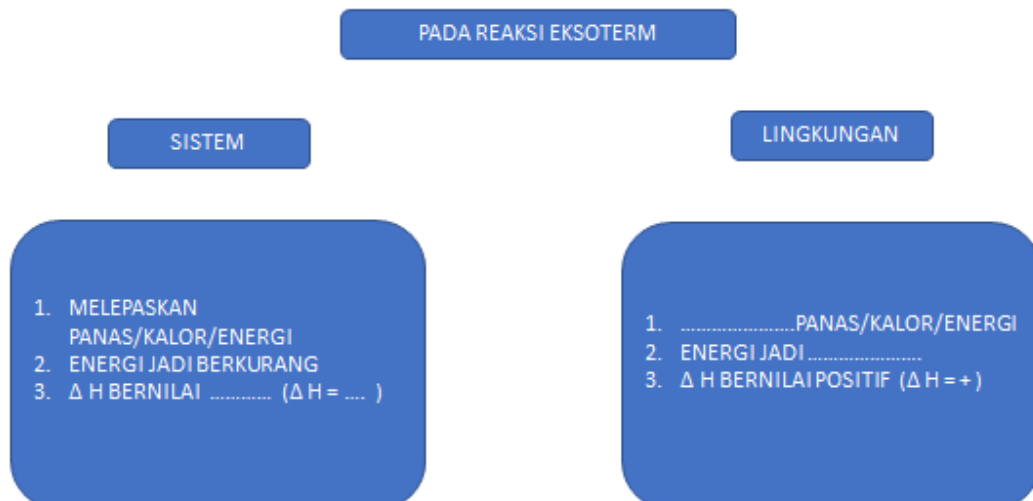 PADA REAKSI EKSOTERM
SISTEM
LINGKUNGAN
1. MELEPASKAN
PANAS/KALOR/ENERGI
2. ENERGI JADI BERKURANG
3. Δ H BERNILAI ………… (Δ H = …. )
1. …………………….PANAS/KALOR/ENERGI
2. ENERGI JADI …………………….
3. Δ H BERNILAI POSITIF (Δ H = + )